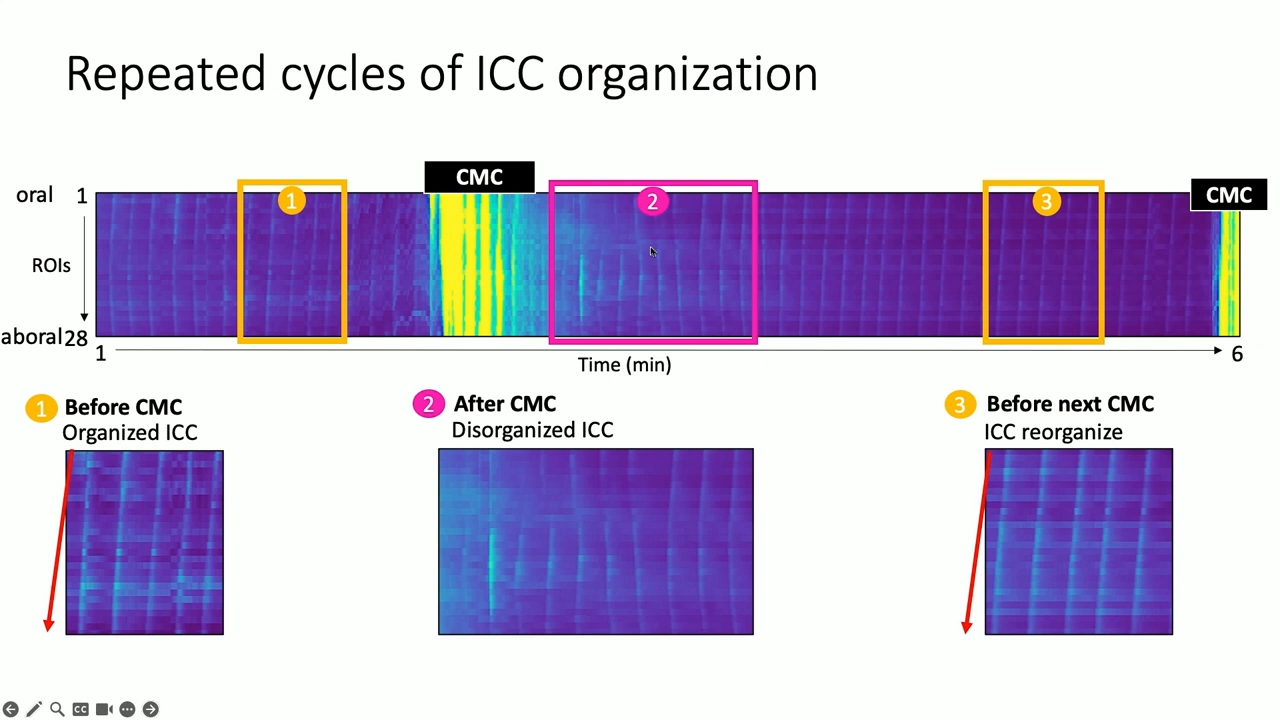 Repeated cycles of ICC organization
CMC
CMC
oral 1
1
2
3
ROIs
aboral 28
1
6
Time (min)
1 Before CMC
Organized ICC
2 After CMC
Disorganized ICC
3 Before next CMC
ICC reorganize
CC